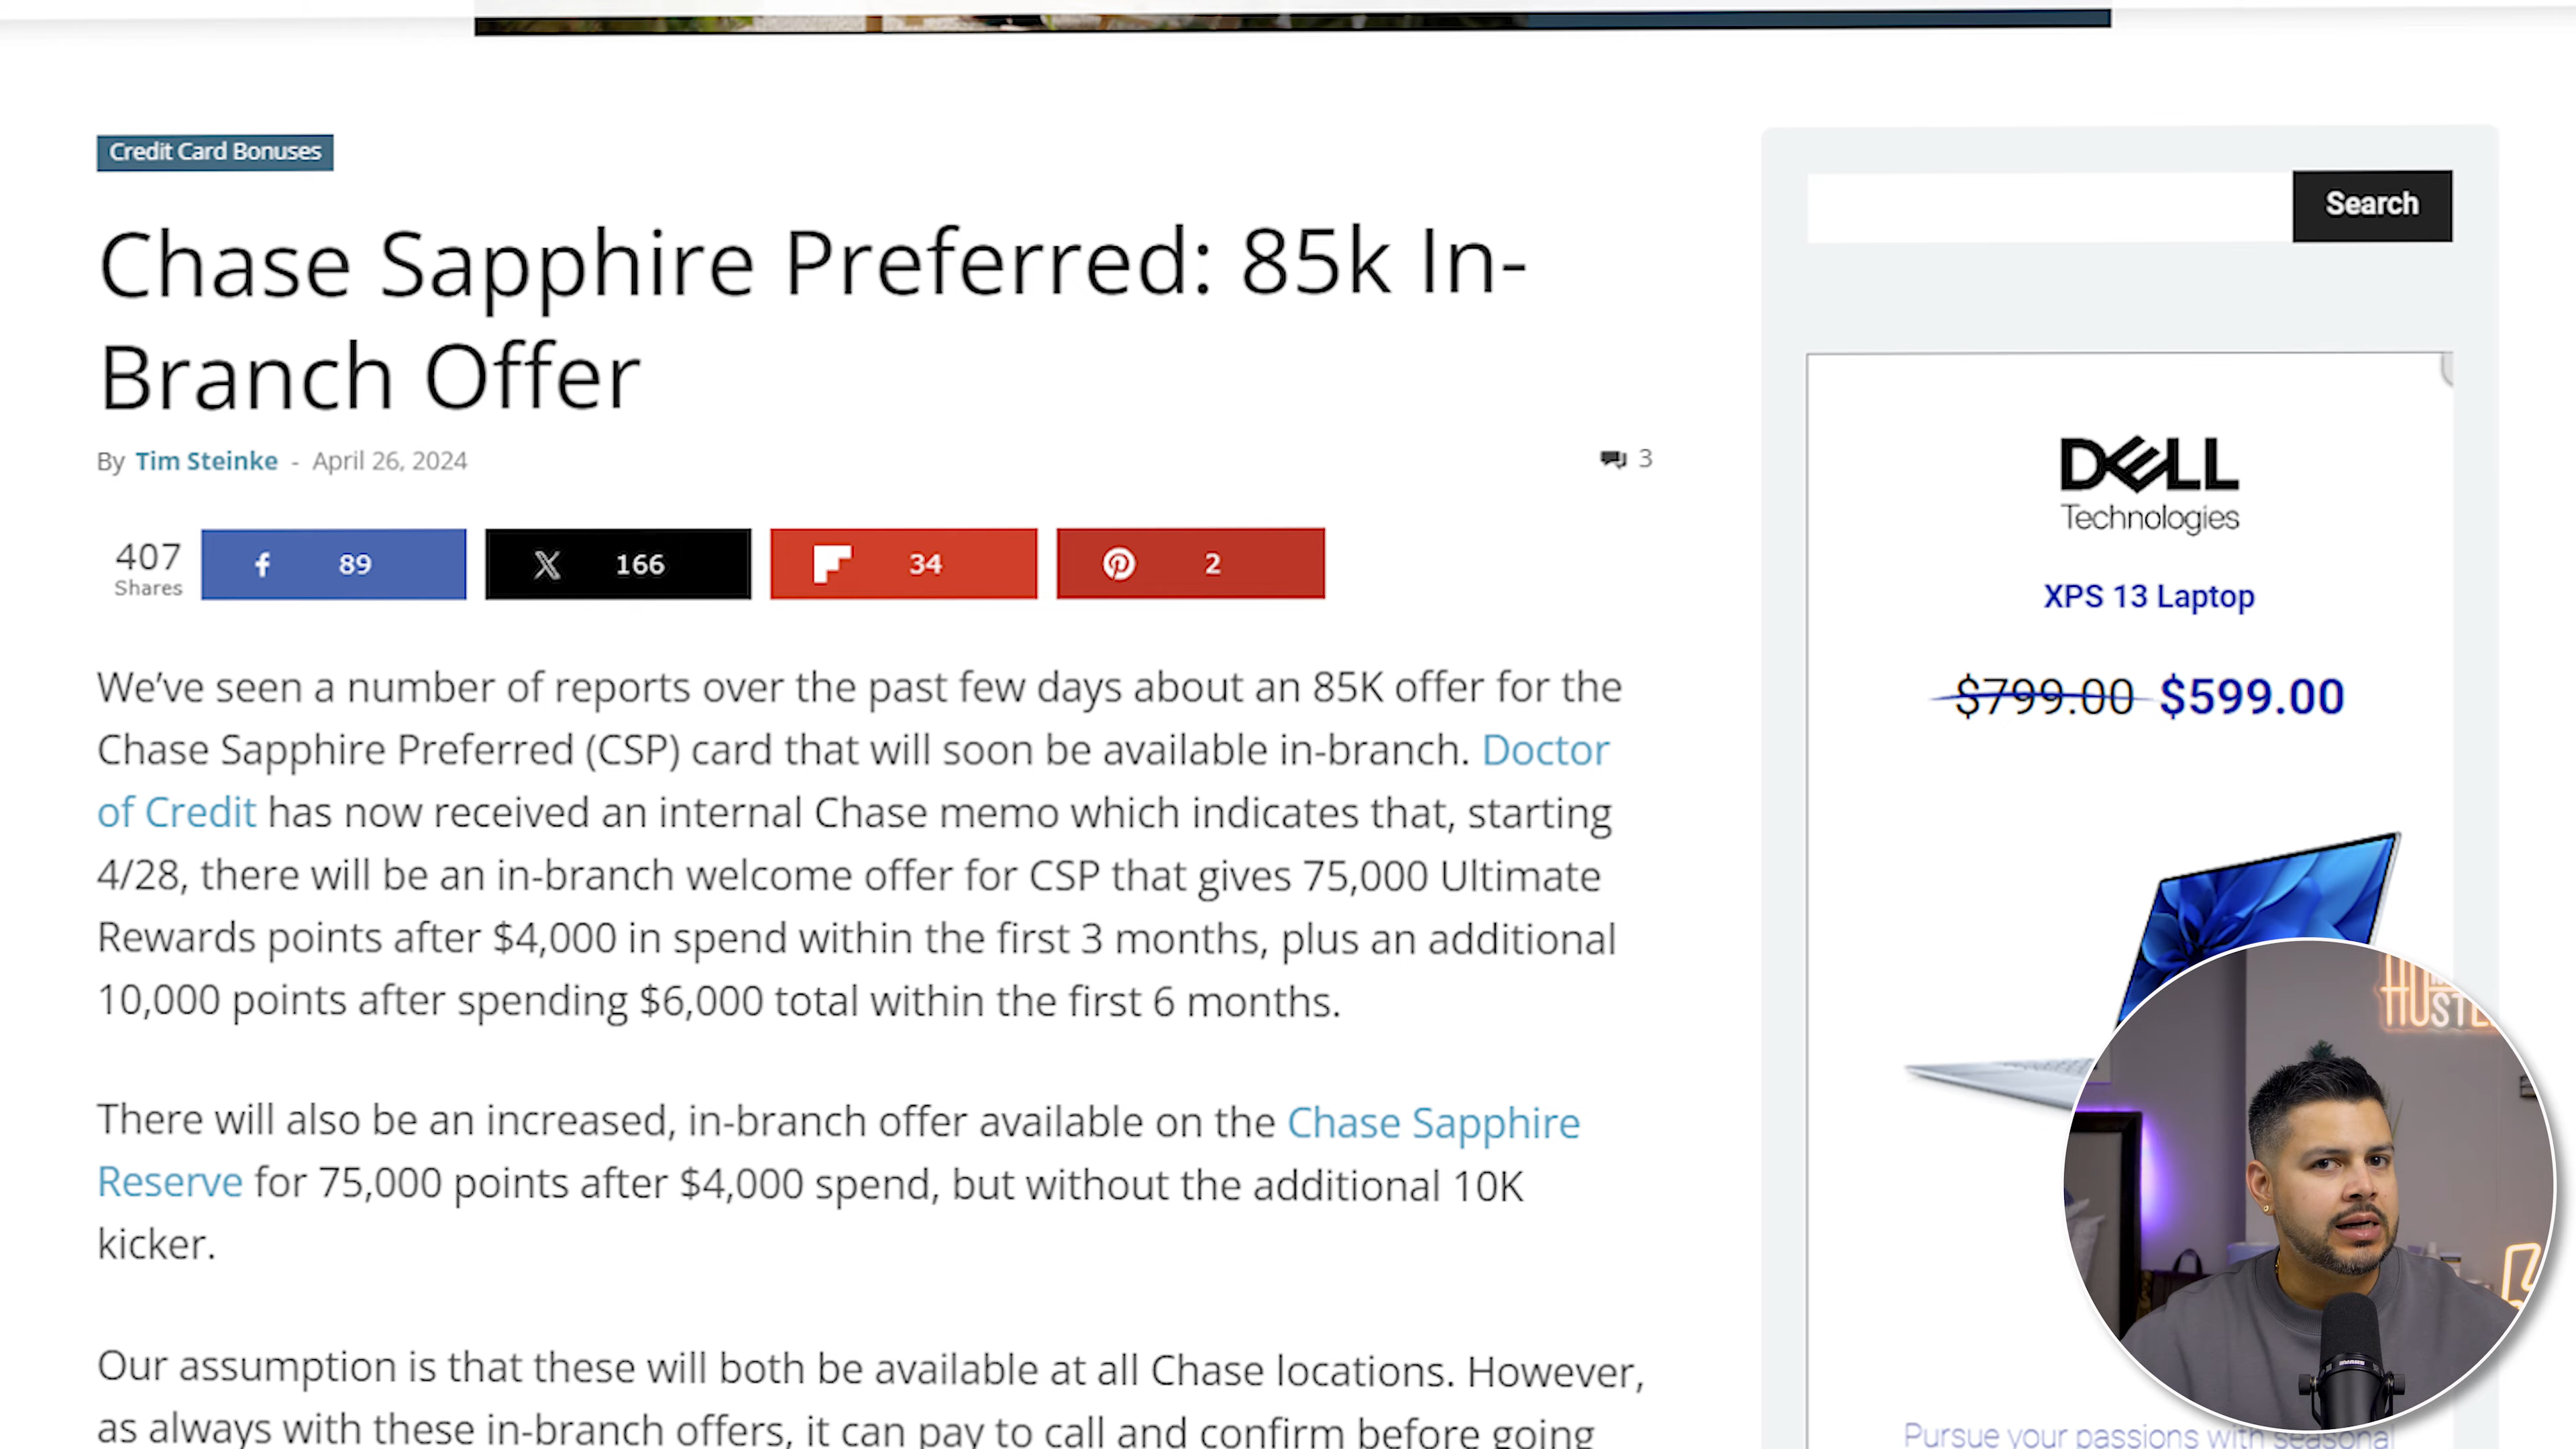 Credit Card Bonuses
Chase Sapphire Preferred: 85k In-
Branch Offer
By Tim Steinke - April 26, 2024
3
407
Shares
89
166
34
2
We've seen a number of reports over the past few days about an 85K offer for the
Chase Sapphire Preferred (CSP) card that will soon be available in-branch. Doctor
of Credit has now received an internal Chase memo which indicates that, starting
4/28, there will be an in-branch welcome offer for CSP that gives 75,000 Ultimate
Rewards points after $4,000 in spend within the first 3 months, plus an additional
10,000 points after spending $6,000 total within the first 6 months.
There will also be an increased, in-branch offer available on the Chase Sapphire
Reserve for 75,000 points after $4,000 spend, but without the additional 10K
kicker.
Our assumption is that these will both be available at all Chase locations. However,
as always with these in-branch offers, it can pay to call and confirm before going
Search
DELL
Technologies
XPS 13 Laptop
$799.00 $599.00
Pursue your passions with seasonal